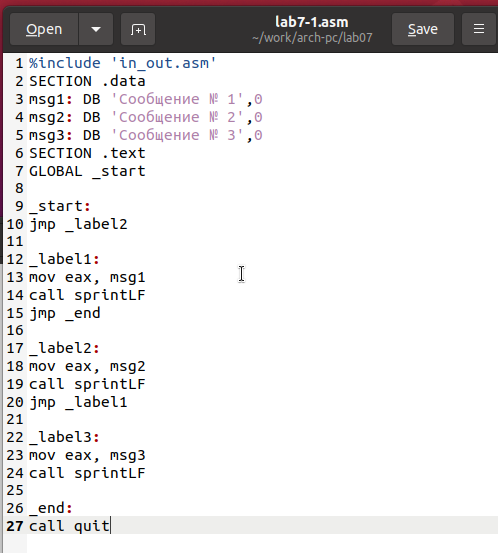 Open
lab7-1.asm
~/work/arch-pc/lab07
Save
1 %include 'in_out.asm'
2 SECTION .data
3 msg1: DB 'Сообщение № 1',0
4 msg2: DB 'Сообщение № 2',0
5 msg3: DB 'Сообщение № 3',0
6 SECTION .text
7 GLOBAL _start
8
9 _start:
10 jmp _label2
11
12 _label1:
13 mov eax, msg1
14 call sprintLF
15 jmp _end
16
17 _label2:
18 mov eax, msg2
19 call sprintLF
20 jmp _label1
21
22 _label3:
23 mov eax, msg3
24 call sprintLF
25
26 _end:
27 call quit